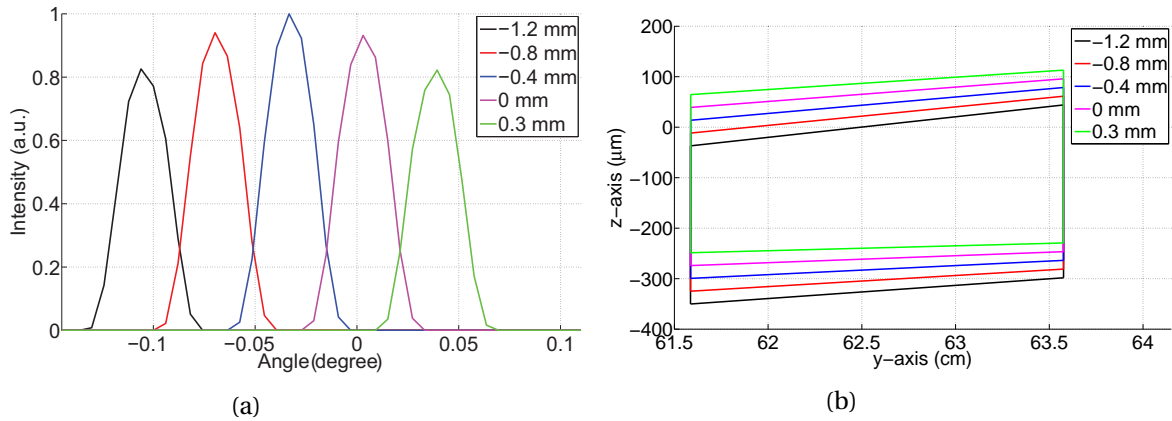 1
0.8
0.6
0.4
0.2
0
Intensity (a.u.)
−0.1
−0.05
0
0.05
0.1
Angle(degree)
−1.2 mm
−0.8 mm
−0.4 mm
0 mm
0.3 mm
(a)
200
100
0
−100
−200
−300
−400
z−axis (µm)
61.5
62
62.5
63
63.5
64
y−axis (cm)
−1.2 mm
−0.8 mm
−0.4 mm
0 mm
0.3 mm
(b)